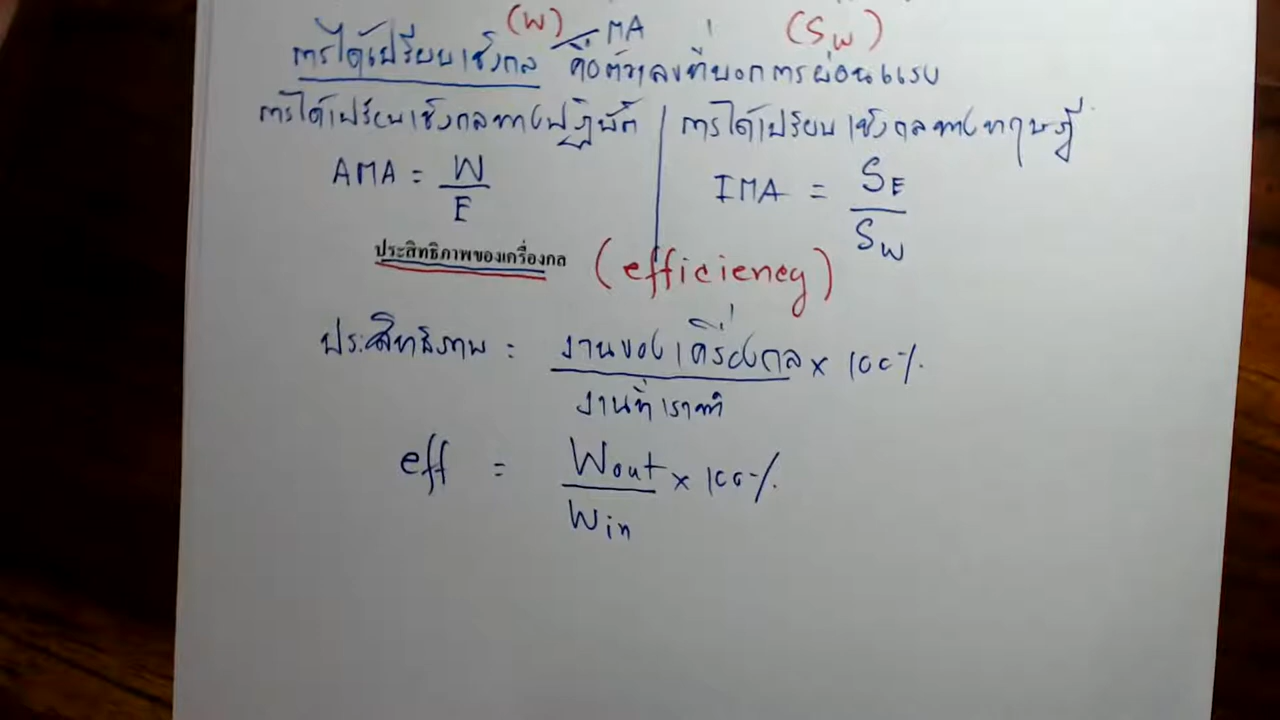 (W) MA (Sw)
การได้เปรียบเชิงกล คือตัวเลขที่บอกการผ่อนแรง
การได้เปรียบเชิงกลทางปฏิบัติ
การได้เปรียบเชิงกลทางทฤษฎี
AMA = W
E
IMA = SE
Sw
ประสิทธิภาพของเครื่องกล (efficiency)
ประสิทธิภาพ = งานของเครื่องกล × 100%
งานที่เราทำ
eff = Wout × 100%
Win